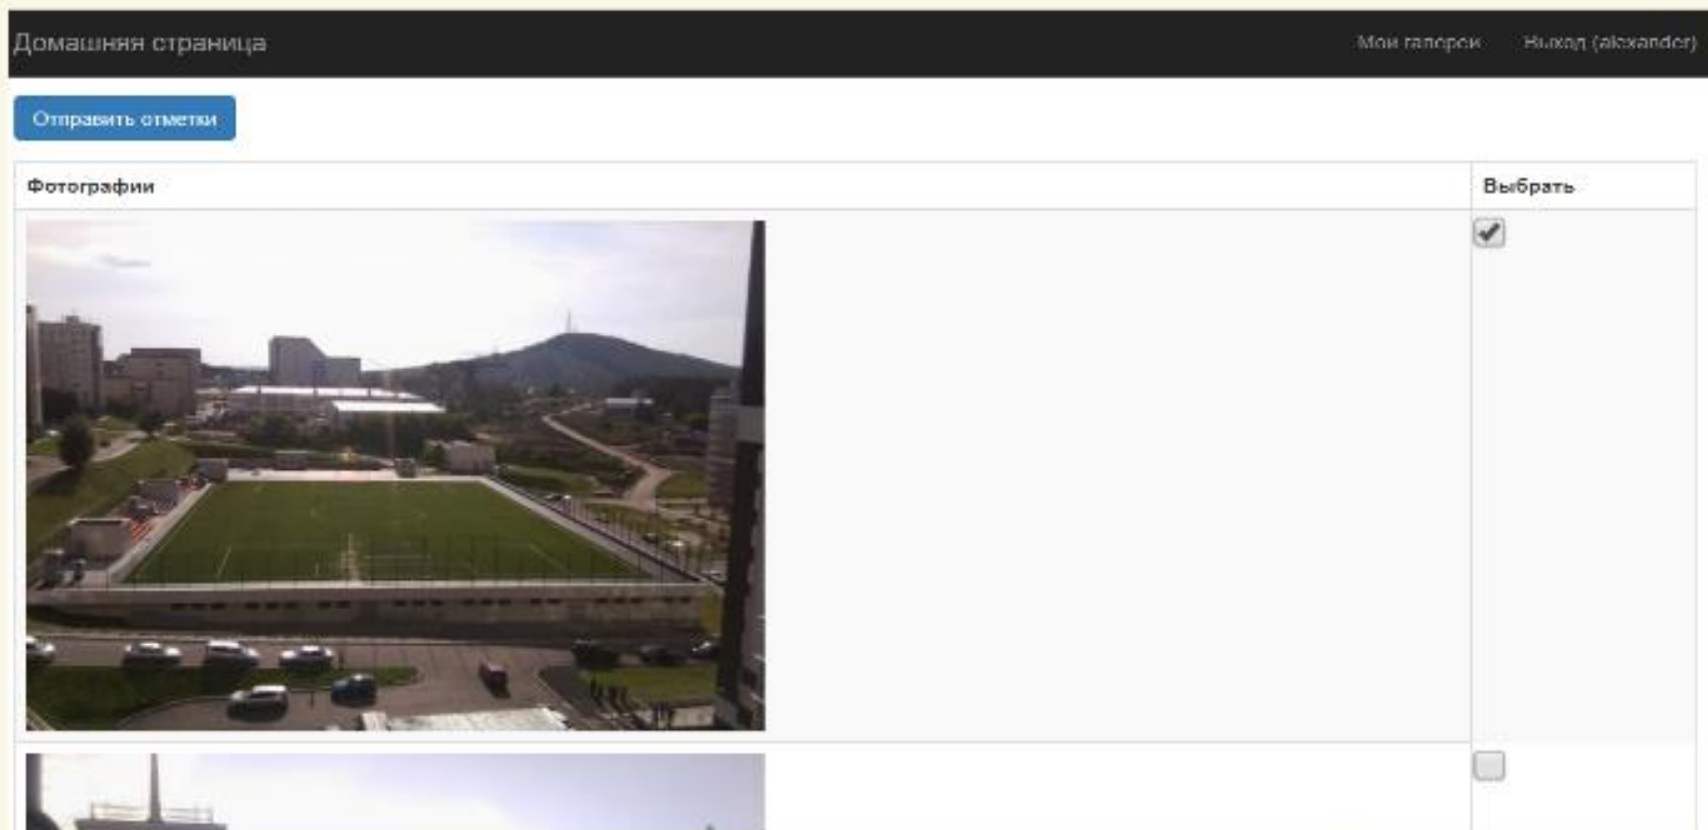 Домашняя страница
Мои галереи
Выход (alexander)
Отправить отметки
Фотографии
Выбрать